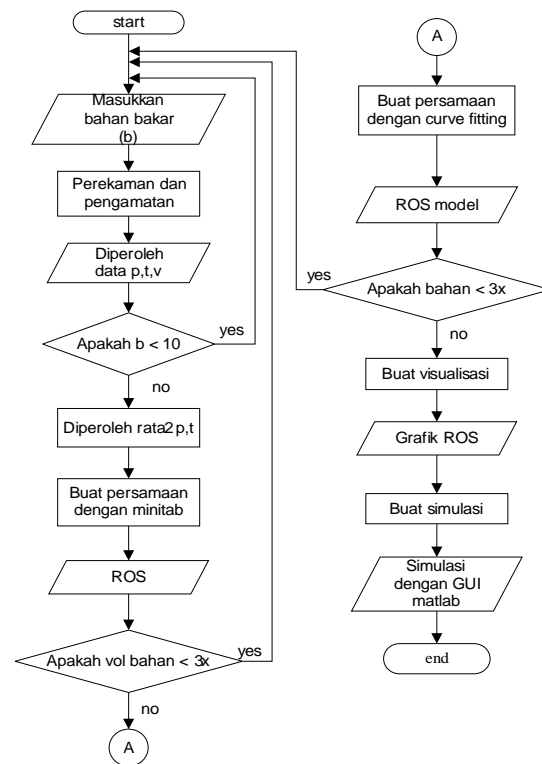 start
Masukkan
bahan bakar
(b)
Perekaman dan
pengamatan
Diperoleh
data p,t,v
Apakah b < 10
yes
no
Diperoleh rata2 p,t
Buat persamaan
dengan minitab
ROS
Apakah vol bahan < 3x
yes
no
A
A
Buat persamaan
dengan curve fitting
ROS model
yes
Apakah bahan < 3x
no
Buat visualisasi
Grafik ROS
Buat simulasi
Simulasi
dengan GUI
matlab
end